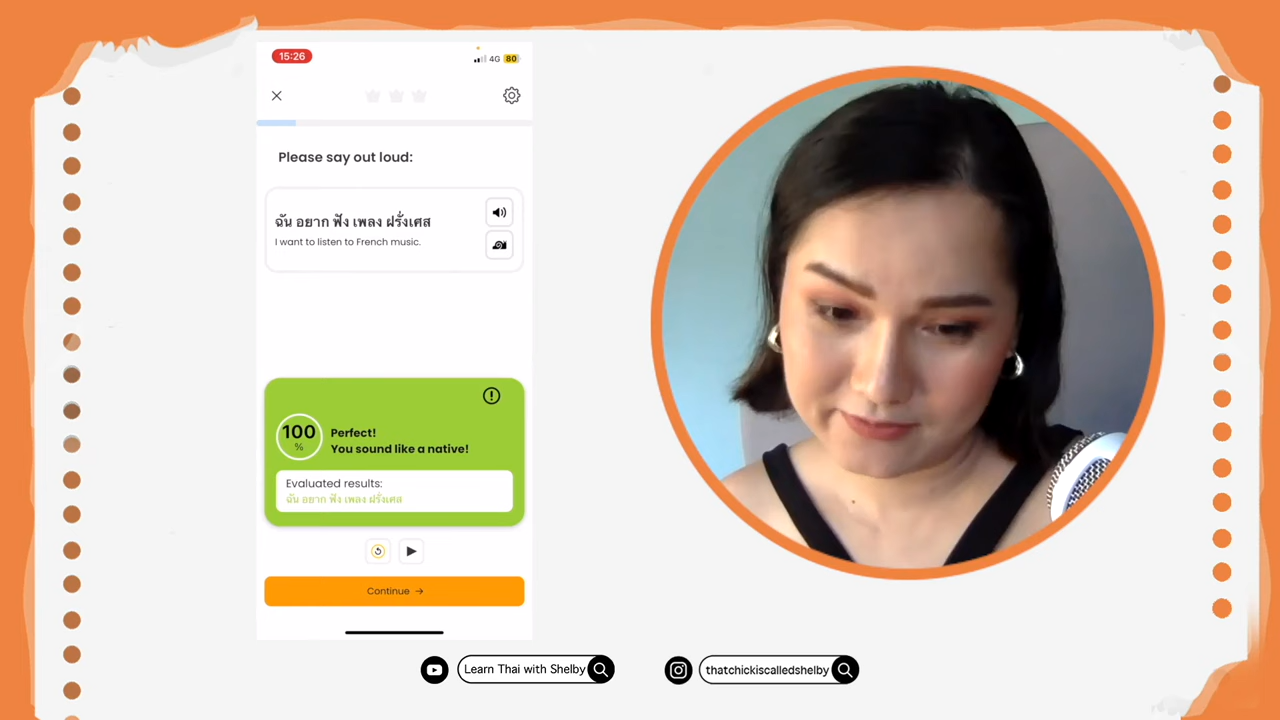 15:26
4G 80
Please say out loud:
ฉัน อยาก ฟัง เพลง ฝรั่งเศส
I want to listen to French music.
100
%
Perfect!
You sound like a native!
Evaluated results:
ฉัน อยาก ฟัง เพลง ฝรั่งเศส
Continue →
Learn Thai with Shelby
thatchickiscalledshelby